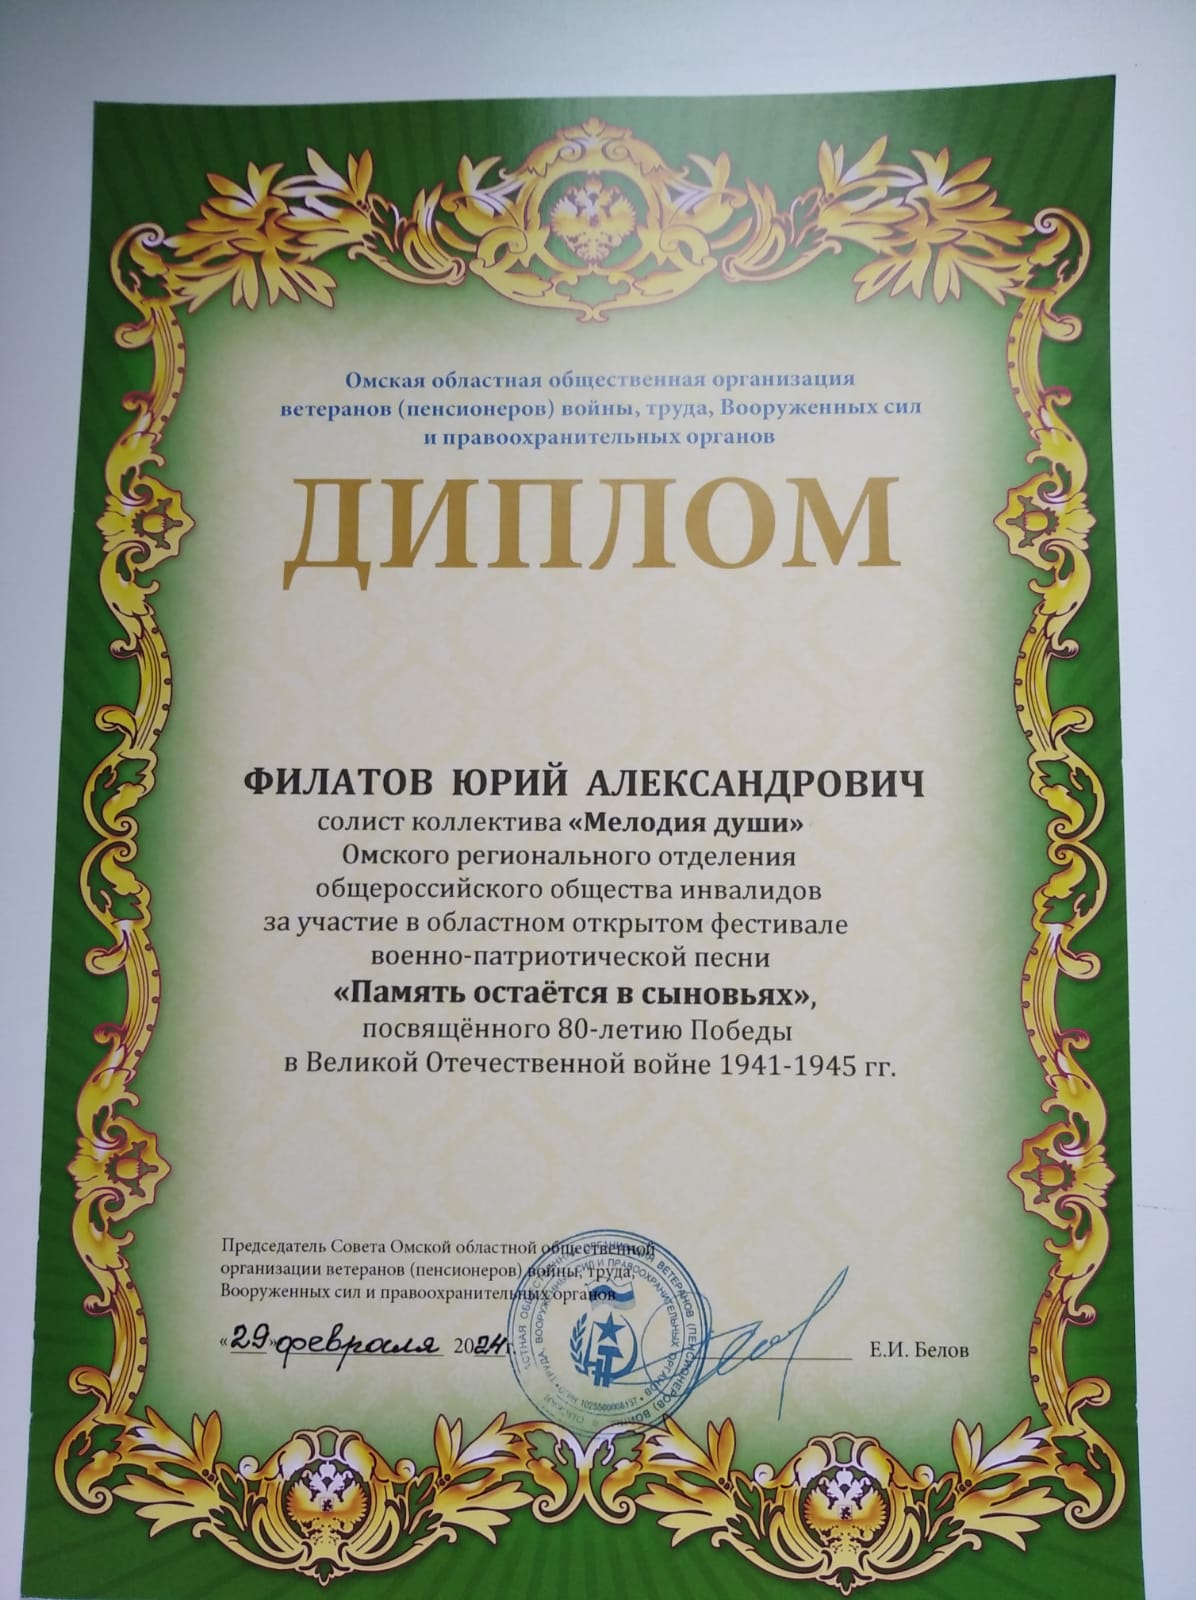 Омская областная общественная организация
ветеранов (пенсионеров) войны, труда, Вооруженных сил
и правоохранительных органов
ДИПЛОМ
ФИЛАТОВ ЮРИЙ АЛЕКСАНДРОВИЧ
солист коллектива «Мелодия души»
Омского регионального отделения
общероссийского общества инвалидов
за участие в областном открытом фестивале
военно-патриотической песни
«Память остаётся в сыновьях»,
посвящённого 80-летию Победы
в Великой Отечественной войне 1941-1945 гг.
Председатель Совета Омской областной общественной
организации ветеранов (пенсионеров) войны, труда,
Вооруженных сил и правоохранительных органов
«29» февраля 2024г.
Е.И. Белов